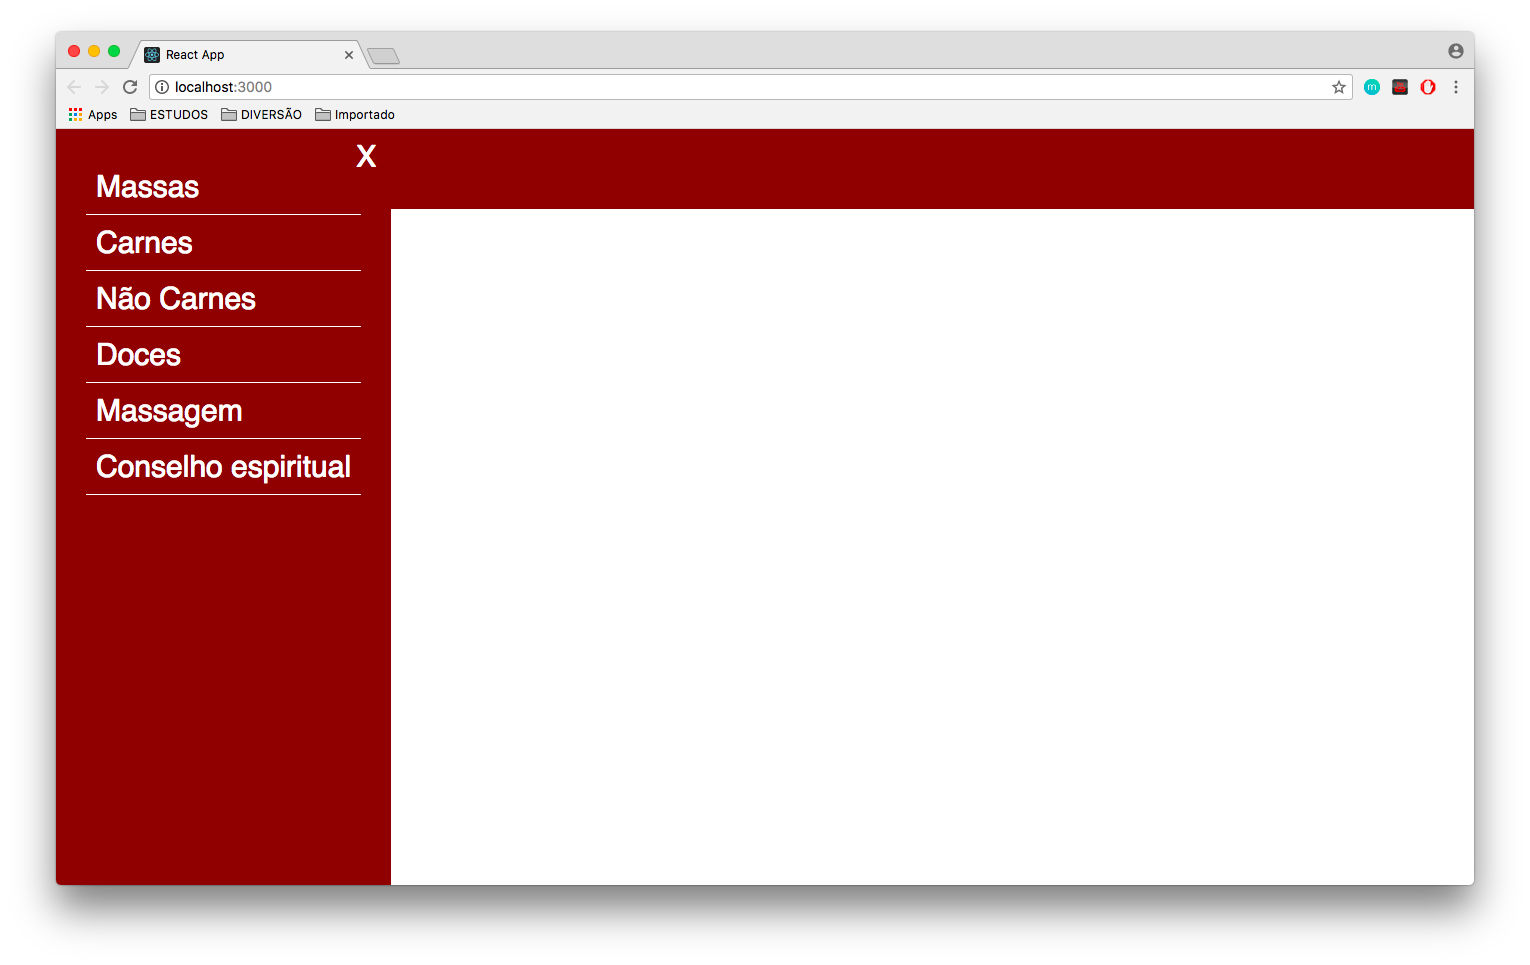 React App
localhost:3000
Apps ESTUDOS DIVERSÃO Importado
X
Massas
Carnes
Não Carnes
Doces
Massagem
Conselho espiritual